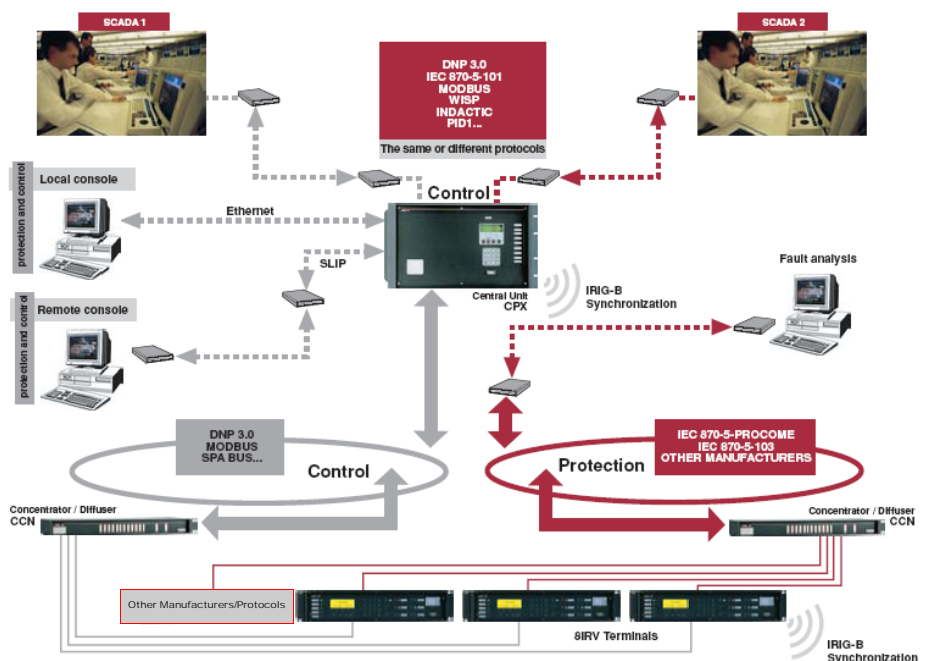 SCADA 1
SCADA 2
DNP 3.0
IEC 870-5-101
MODBUS
WISP
INDACTIC
PID1...
The same or different protocols
protection and control
Local console
Ethernet
Control
SLIP
Central Unit
CPX
IRIG-B
Synchronization
Fault analysis
protection and control
Remote console
DNP 3.0
MODBUS
SPA BUS...
Control
IEC 870-5-PROCOME
IEC 870-5-103
OTHER MANUFACTURERS
Protection
Concentrator / Diffuser
CCN
Concentrator / Diffuser
CCN
Other Manufacturers/Protocols
8IRV Terminals
IRIG-B
Synchronization